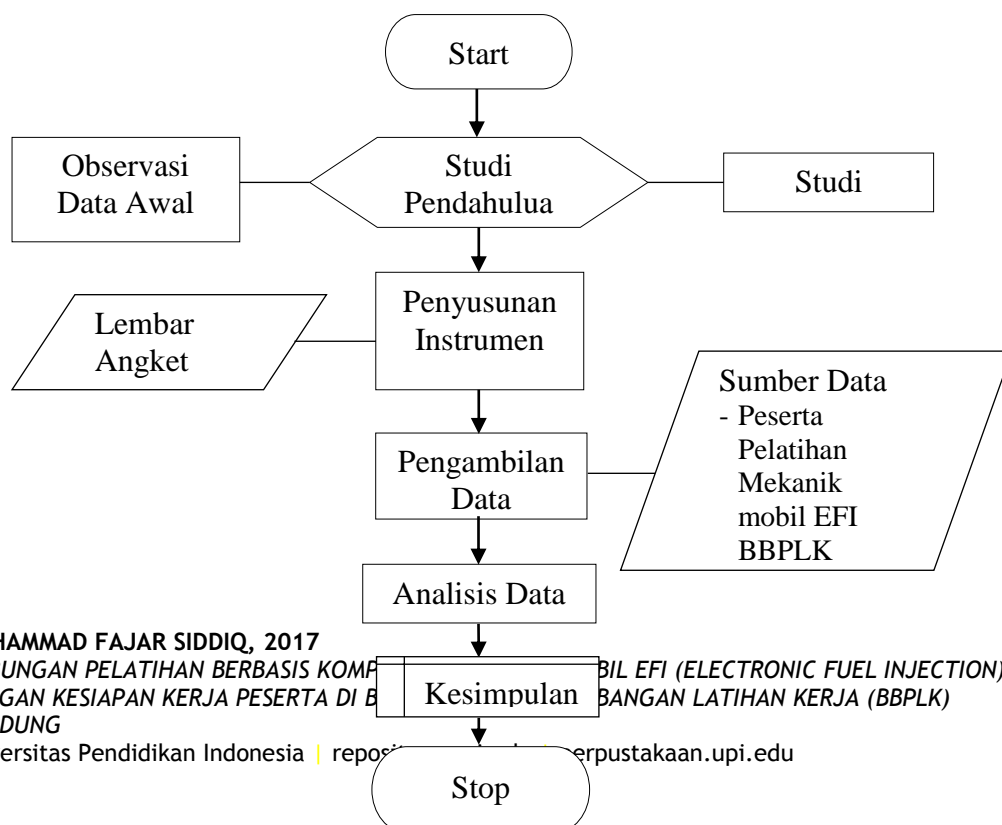 Start
Observasi
Data Awal
Studi
Pendahulua
Studi
Penyusunan
Instrumen
Lembar
Angket
Sumber Data
- Peserta
Pelatihan
Mekanik
mobil EFI
BBPLK
Pengambilan
Data
Analisis Data
HAMMAD FAJAR SIDDIQ, 2017
UNGAN PELATIHAN BERBASIS KOMP BIL EFI (ELECTRONIC FUEL INJECTION)
GAN KESIAPAN KERJA PESERTA DI B BANGAN LATIHAN KERJA (BBPLK)
DUNG
Kesimpulan
ersitas Pendidikan Indonesia | repos erpustakaan.upi.edu
Stop